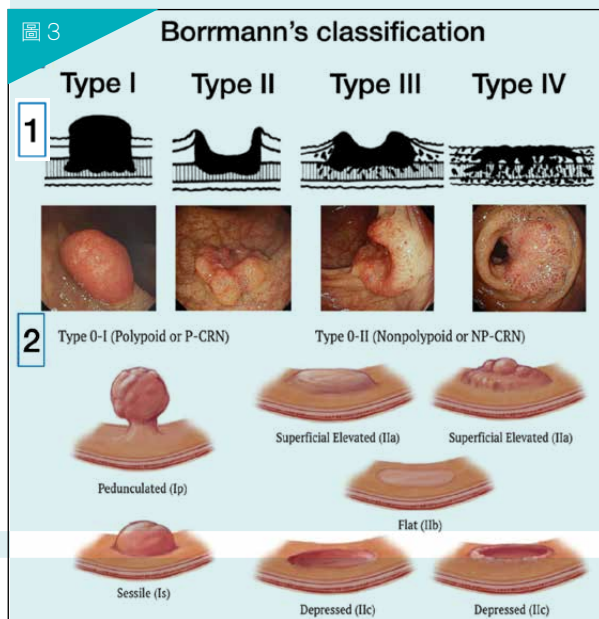 圖 3
Borrmann's classification
Type I Type II Type III Type IV
1
2
Type 0-I (Polypoid or P-CRN) Type 0-II (Nonpolypoid or NP-CRN)
Superficial Elevated (IIa) Superficial Elevated (IIa)
Pedunculated (Ip)
Flat (IIb)
Sessile (Is)
Depressed (IIc) Depressed (IIc)